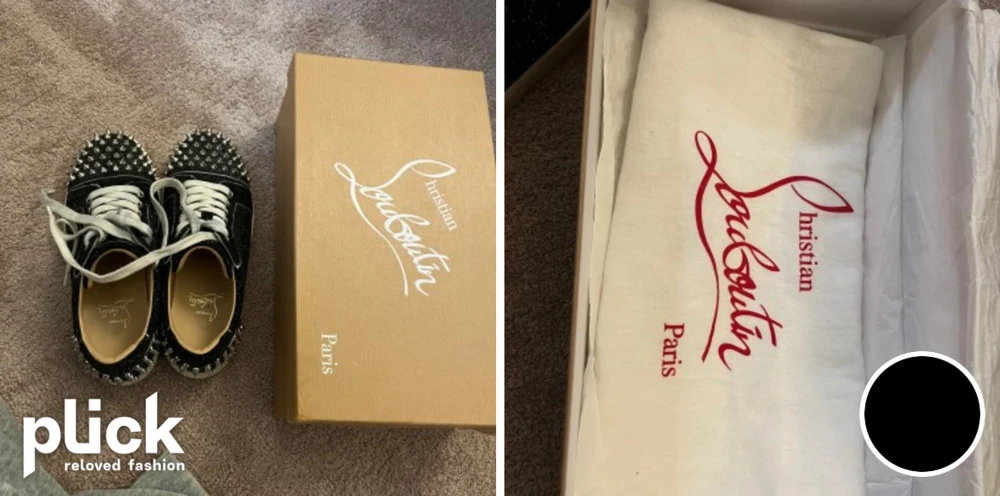 Christian
Louboutin
Paris
plick
reloved fashion
Christian
Louboutin
Paris